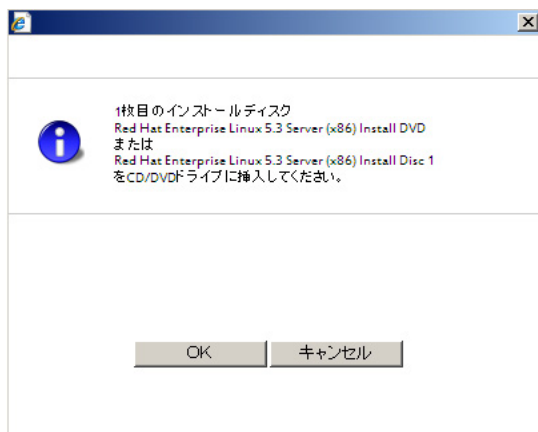 1枚目のインストールディスク
Red Hat Enterprise Linux 5.3 Server (x86) Install DVD
または
Red Hat Enterprise Linux 5.3 Server (x86) Install Disc 1
をCD/DVDドライブに挿入してください。
OK キャンセル